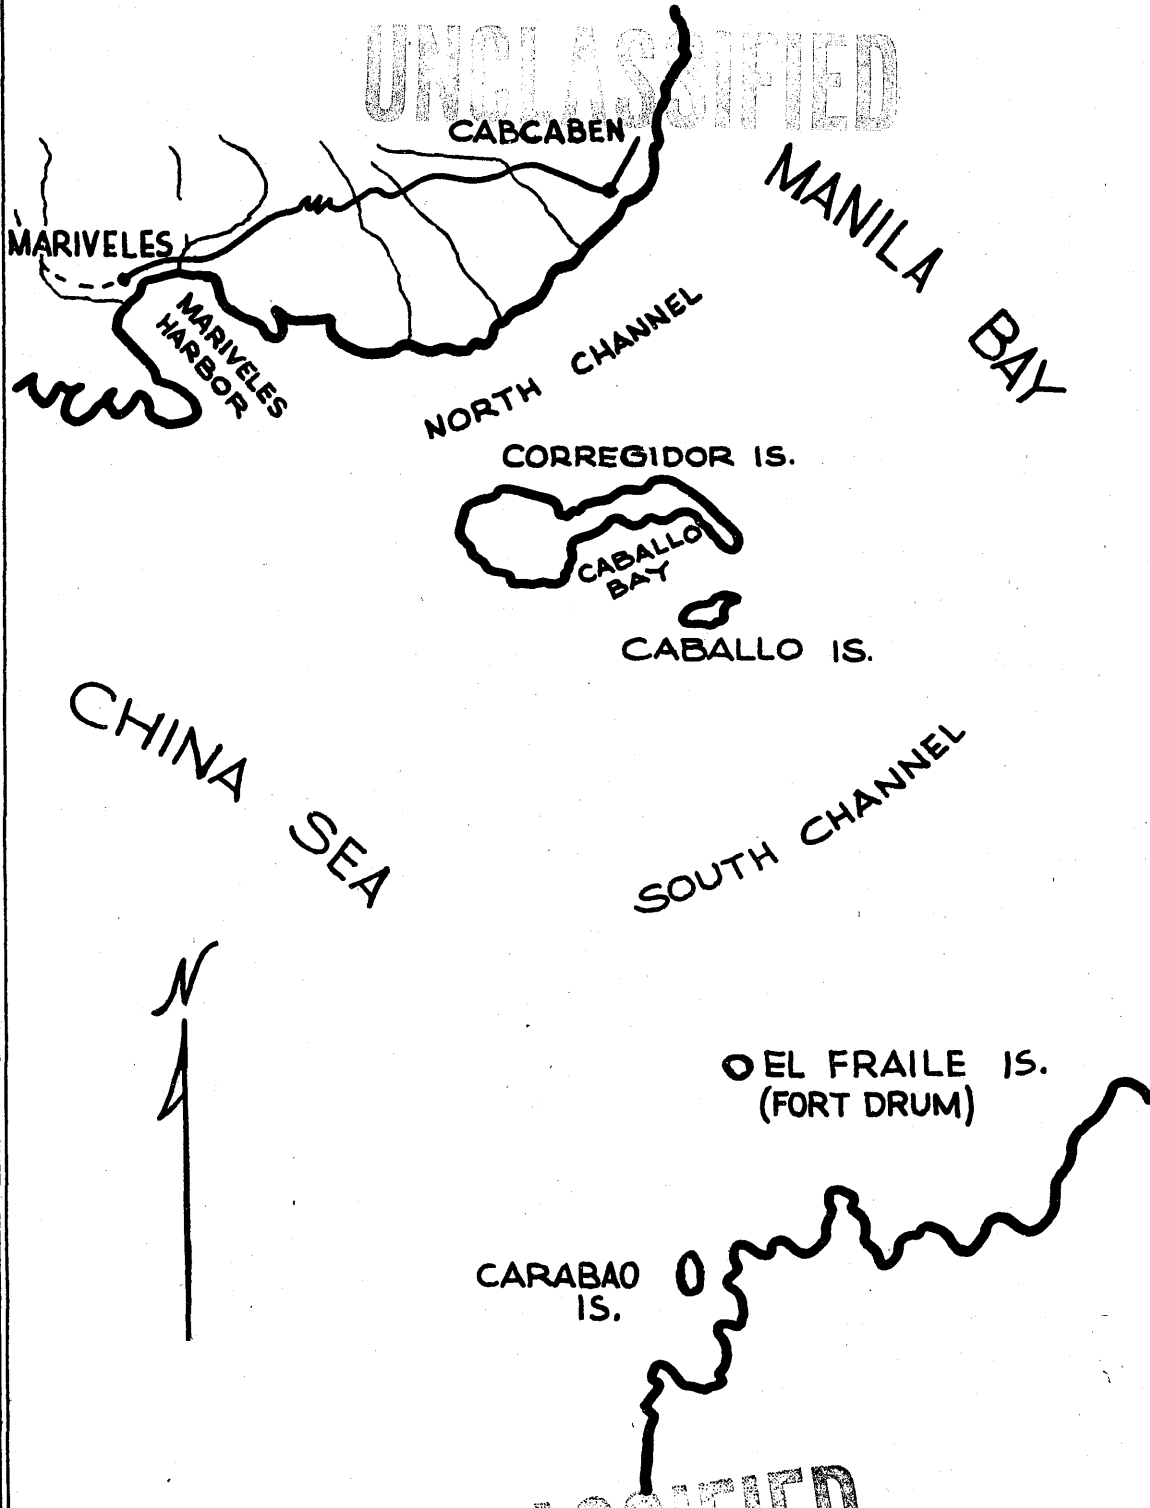 UNCLASSIFIED
CABCABEN
MANILA BAY
MARIVELES
MARIVELES
HARBOR
NORTH CHANNEL
CORREGIDOR IS.
CABALLO
BAY
CABALLO IS.
CHINA SEA
SOUTH CHANNEL
N
EL FRAILE IS.
(FORT DRUM)
CARABAO
IS.